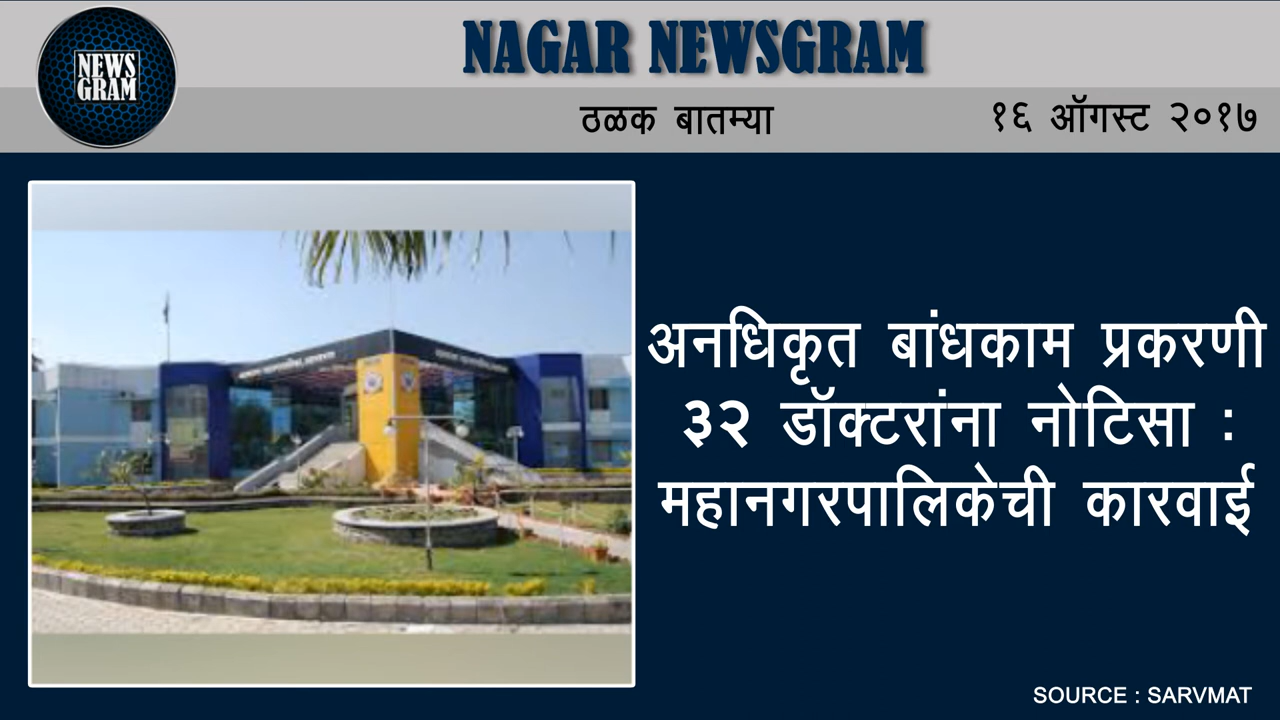 NEWS
GRAM
NAGAR NEWSGRAM
ठळक बातम्या
१६ ऑगस्ट २०१७
अनधिकृत बांधकाम प्रकरणी
३२ डॉक्टरांना नोटिसा :
महानगरपालिकेची कारवाई
SOURCE : SARVMAT